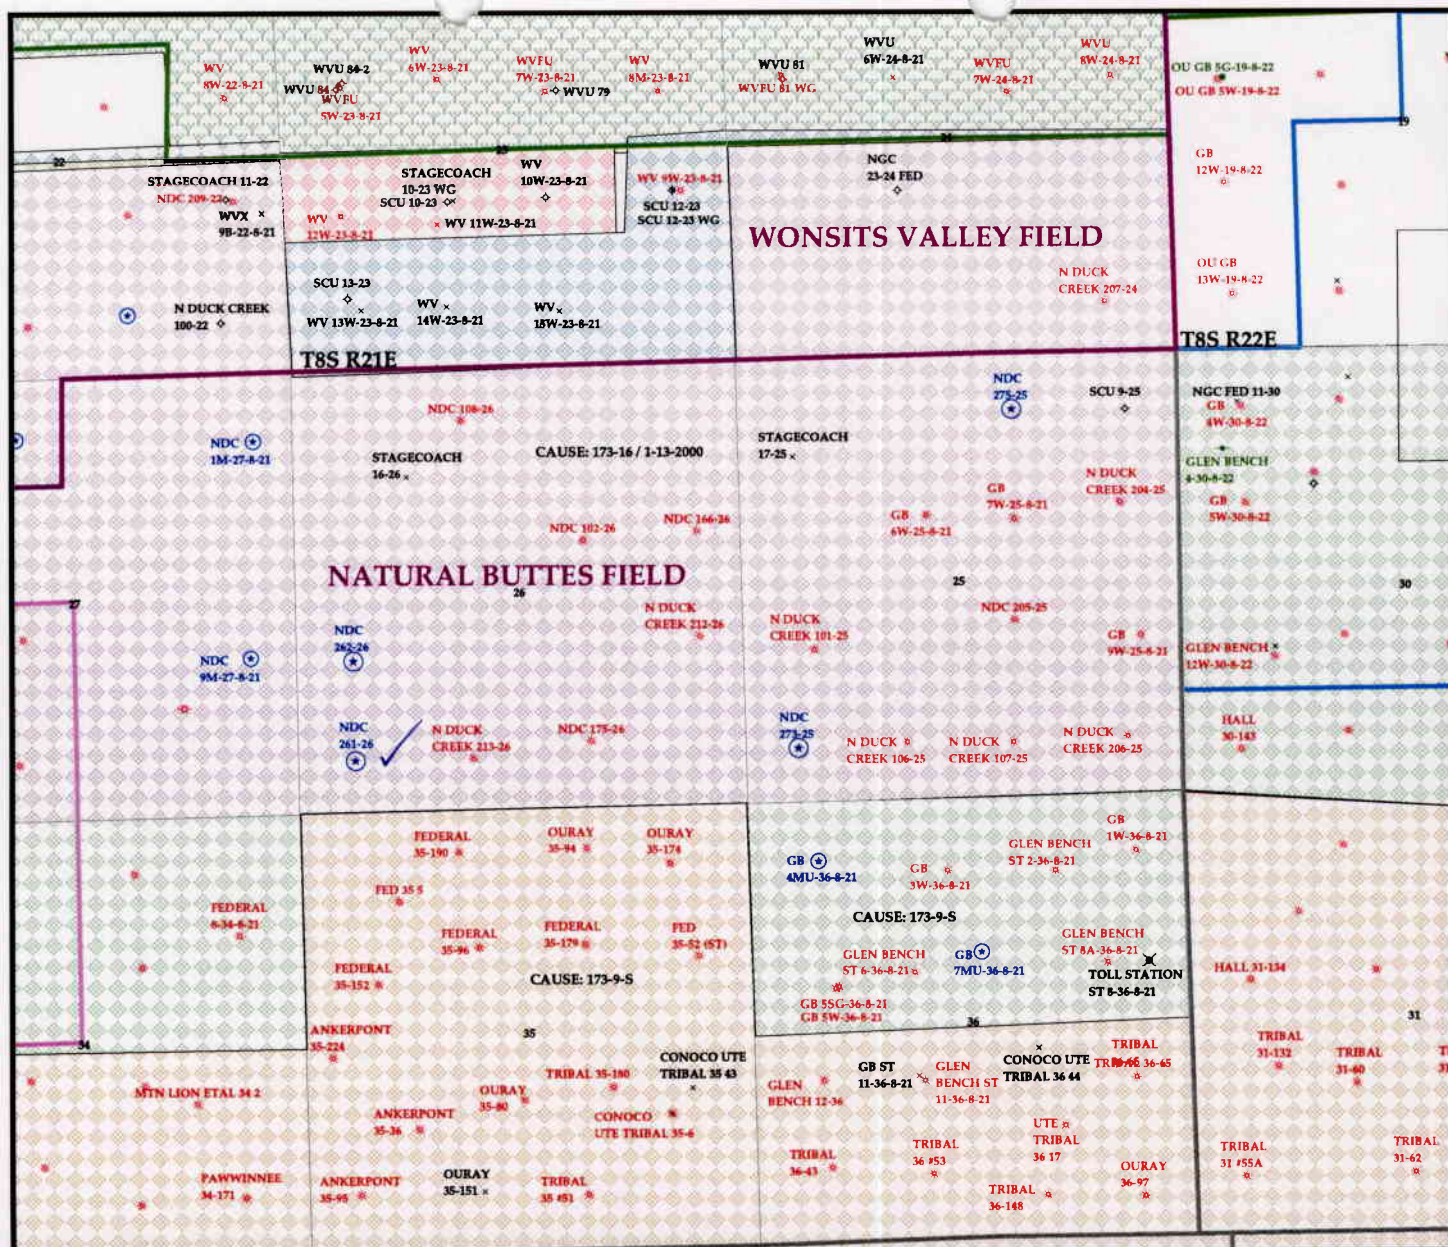 WV
8W-22-8-21
WVU 84-2
WVU 84
WVFU
5W-23-8-21
WV
6W-23-8-21
WVFU
7W-23-8-21
WVU 79
WV
8M-23-8-21
WVU 81
WVFU 81 WG
WVU
6W-24-8-21
WVFU
7W-24-8-21
WVU
8W-24-8-21
OU GB 5G-19-8-22
OU GB 5W-19-8-22
22
23
24
19
STAGECOACH 11-22
NDC 209-22
WVX
9B-22-8-21
STAGECOACH
10-23 WG
SCU 10-23
WV
10W-23-8-21
WV
12W-23-8-21
WV 11W-23-8-21
WV 9W-23-8-21
SCU 12-23
SCU 12-23 WG
NGC
23-24 FED
GB
12W-19-8-22
WONSITS VALLEY FIELD
N DUCK
CREEK 207-24
OU GB
13W-19-8-22
N DUCK CREEK
100-22
SCU 13-23
WV 13W-23-8-21
WV
14W-23-8-21
WV
15W-23-8-21
T8S R21E
T8S R22E
NDC
1M-27-8-21
NDC 108-26
STAGECOACH
16-26
CAUSE: 173-16 / 1-13-2000
STAGECOACH
17-25
NDC
275-25
SCU 9-25
NGC FED 11-30
GB
4W-30-8-22
GLEN BENCH
4-30-8-22
GB
5W-30-8-22
NDC 102-26
NDC 166-26
GB
6W-25-8-21
GB
7W-25-8-21
N DUCK
CREEK 204-25
NATURAL BUTTES FIELD
26
25
30
27
NDC
9M-27-8-21
NDC
262-26
N DUCK
CREEK 212-26
N DUCK
CREEK 101-25
NDC 205-25
GB
9W-25-8-21
GLEN BENCH
12W-30-8-22
NDC
261-26
N DUCK
CREEK 213-26
NDC 175-26
NDC
273-25
N DUCK
CREEK 106-25
N DUCK
CREEK 107-25
N DUCK
CREEK 206-25
HALL
30-143
FEDERAL
35-190
OURAY
35-94
OURAY
35-174
GB
4MU-36-8-21
GB
3W-36-8-21
GLEN BENCH
ST 2-36-8-21
GB
1W-36-8-21
FED 35 5
FEDERAL
8-34-8-21
FEDERAL
35-96
FEDERAL
35-179
FED
35-52 (ST)
CAUSE: 173-9-S
GLEN BENCH
ST 6-36-8-21
GB
7MU-36-8-21
GLEN BENCH
ST 8A-36-8-21
TOLL STATION
ST 8-36-8-21
HALL 31-134
FEDERAL
35-152
CAUSE: 173-9-S
GB 5SG-36-8-21
GB 5W-36-8-21
36
31
34
35
ANKERPONT
35-224
TRIBAL 35-180
CONOCO UTE
TRIBAL 35 43
GLEN
BENCH 12-36
GB ST
11-36-8-21
GLEN
BENCH ST
11-36-8-21
CONOCO UTE
TRIBAL 36 44
TRIBAL
36-65
TRIBAL
31-132
TRIBAL
31-60
MTN LION ETAL 34 2
OURAY
35-80
ANKERPONT
35-36
CONOCO
UTE TRIBAL 35-6
UTE
TRIBAL
36 17
TRIBAL
36-43
TRIBAL
36 #53
OURAY
36-97
TRIBAL
36-148
TRIBAL
31 #55A
TRIBAL
31-62
PAWWINNEE
34-171
ANKERPONT
35-95
OURAY
35-151
TRIBAL
35 #51